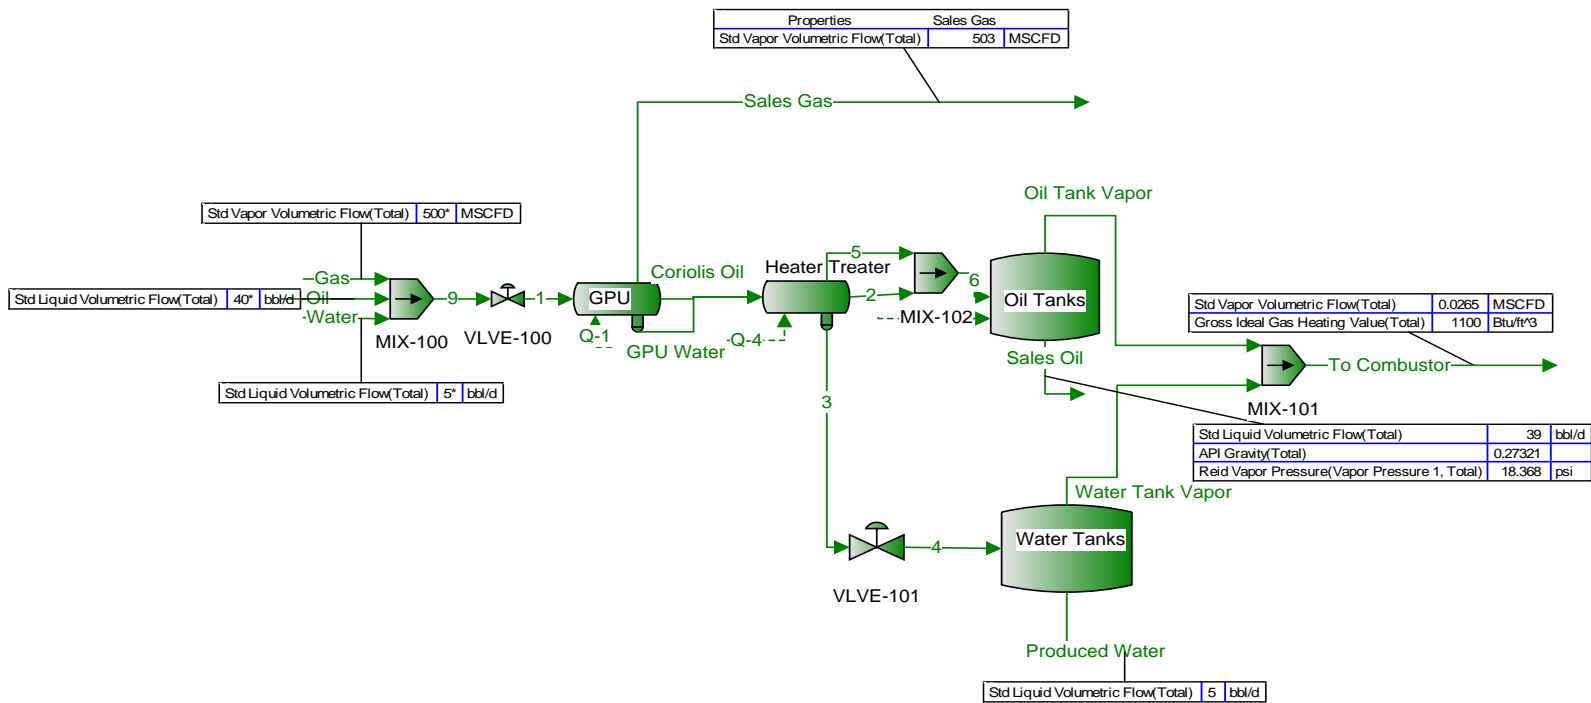 Properties Sales Gas
Std Vapor Volumetric Flow(Total) 503 MSCFD
Sales Gas
Oil Tank Vapor
Std Vapor Volumetric Flow(Total) 500* MSCFD
Gas
Std Liquid Volumetric Flow(Total) 40* bbl/d
Oil
Water
MIX-100
9
VLVE-100
1
GPU
Q-1
Coriolis Oil
GPU Water
Heater Treater
Q-4
5
2
MIX-102
6
Oil Tanks
Sales Oil
Std Vapor Volumetric Flow(Total) 0.0265 MSCFD
Gross Ideal Gas Heating Value(Total) 1100 Btu/ft^3
To Combustor
MIX-101
Std Liquid Volumetric Flow(Total) 5* bbl/d
3
Std Liquid Volumetric Flow(Total) 39 bbl/d
API Gravity(Total) 0.27321
Reid Vapor Pressure(Vapor Pressure 1, Total) 18.368 psi
Water Tank Vapor
4
Water Tanks
VLVE-101
Produced Water
Std Liquid Volumetric Flow(Total) 5 bbl/d